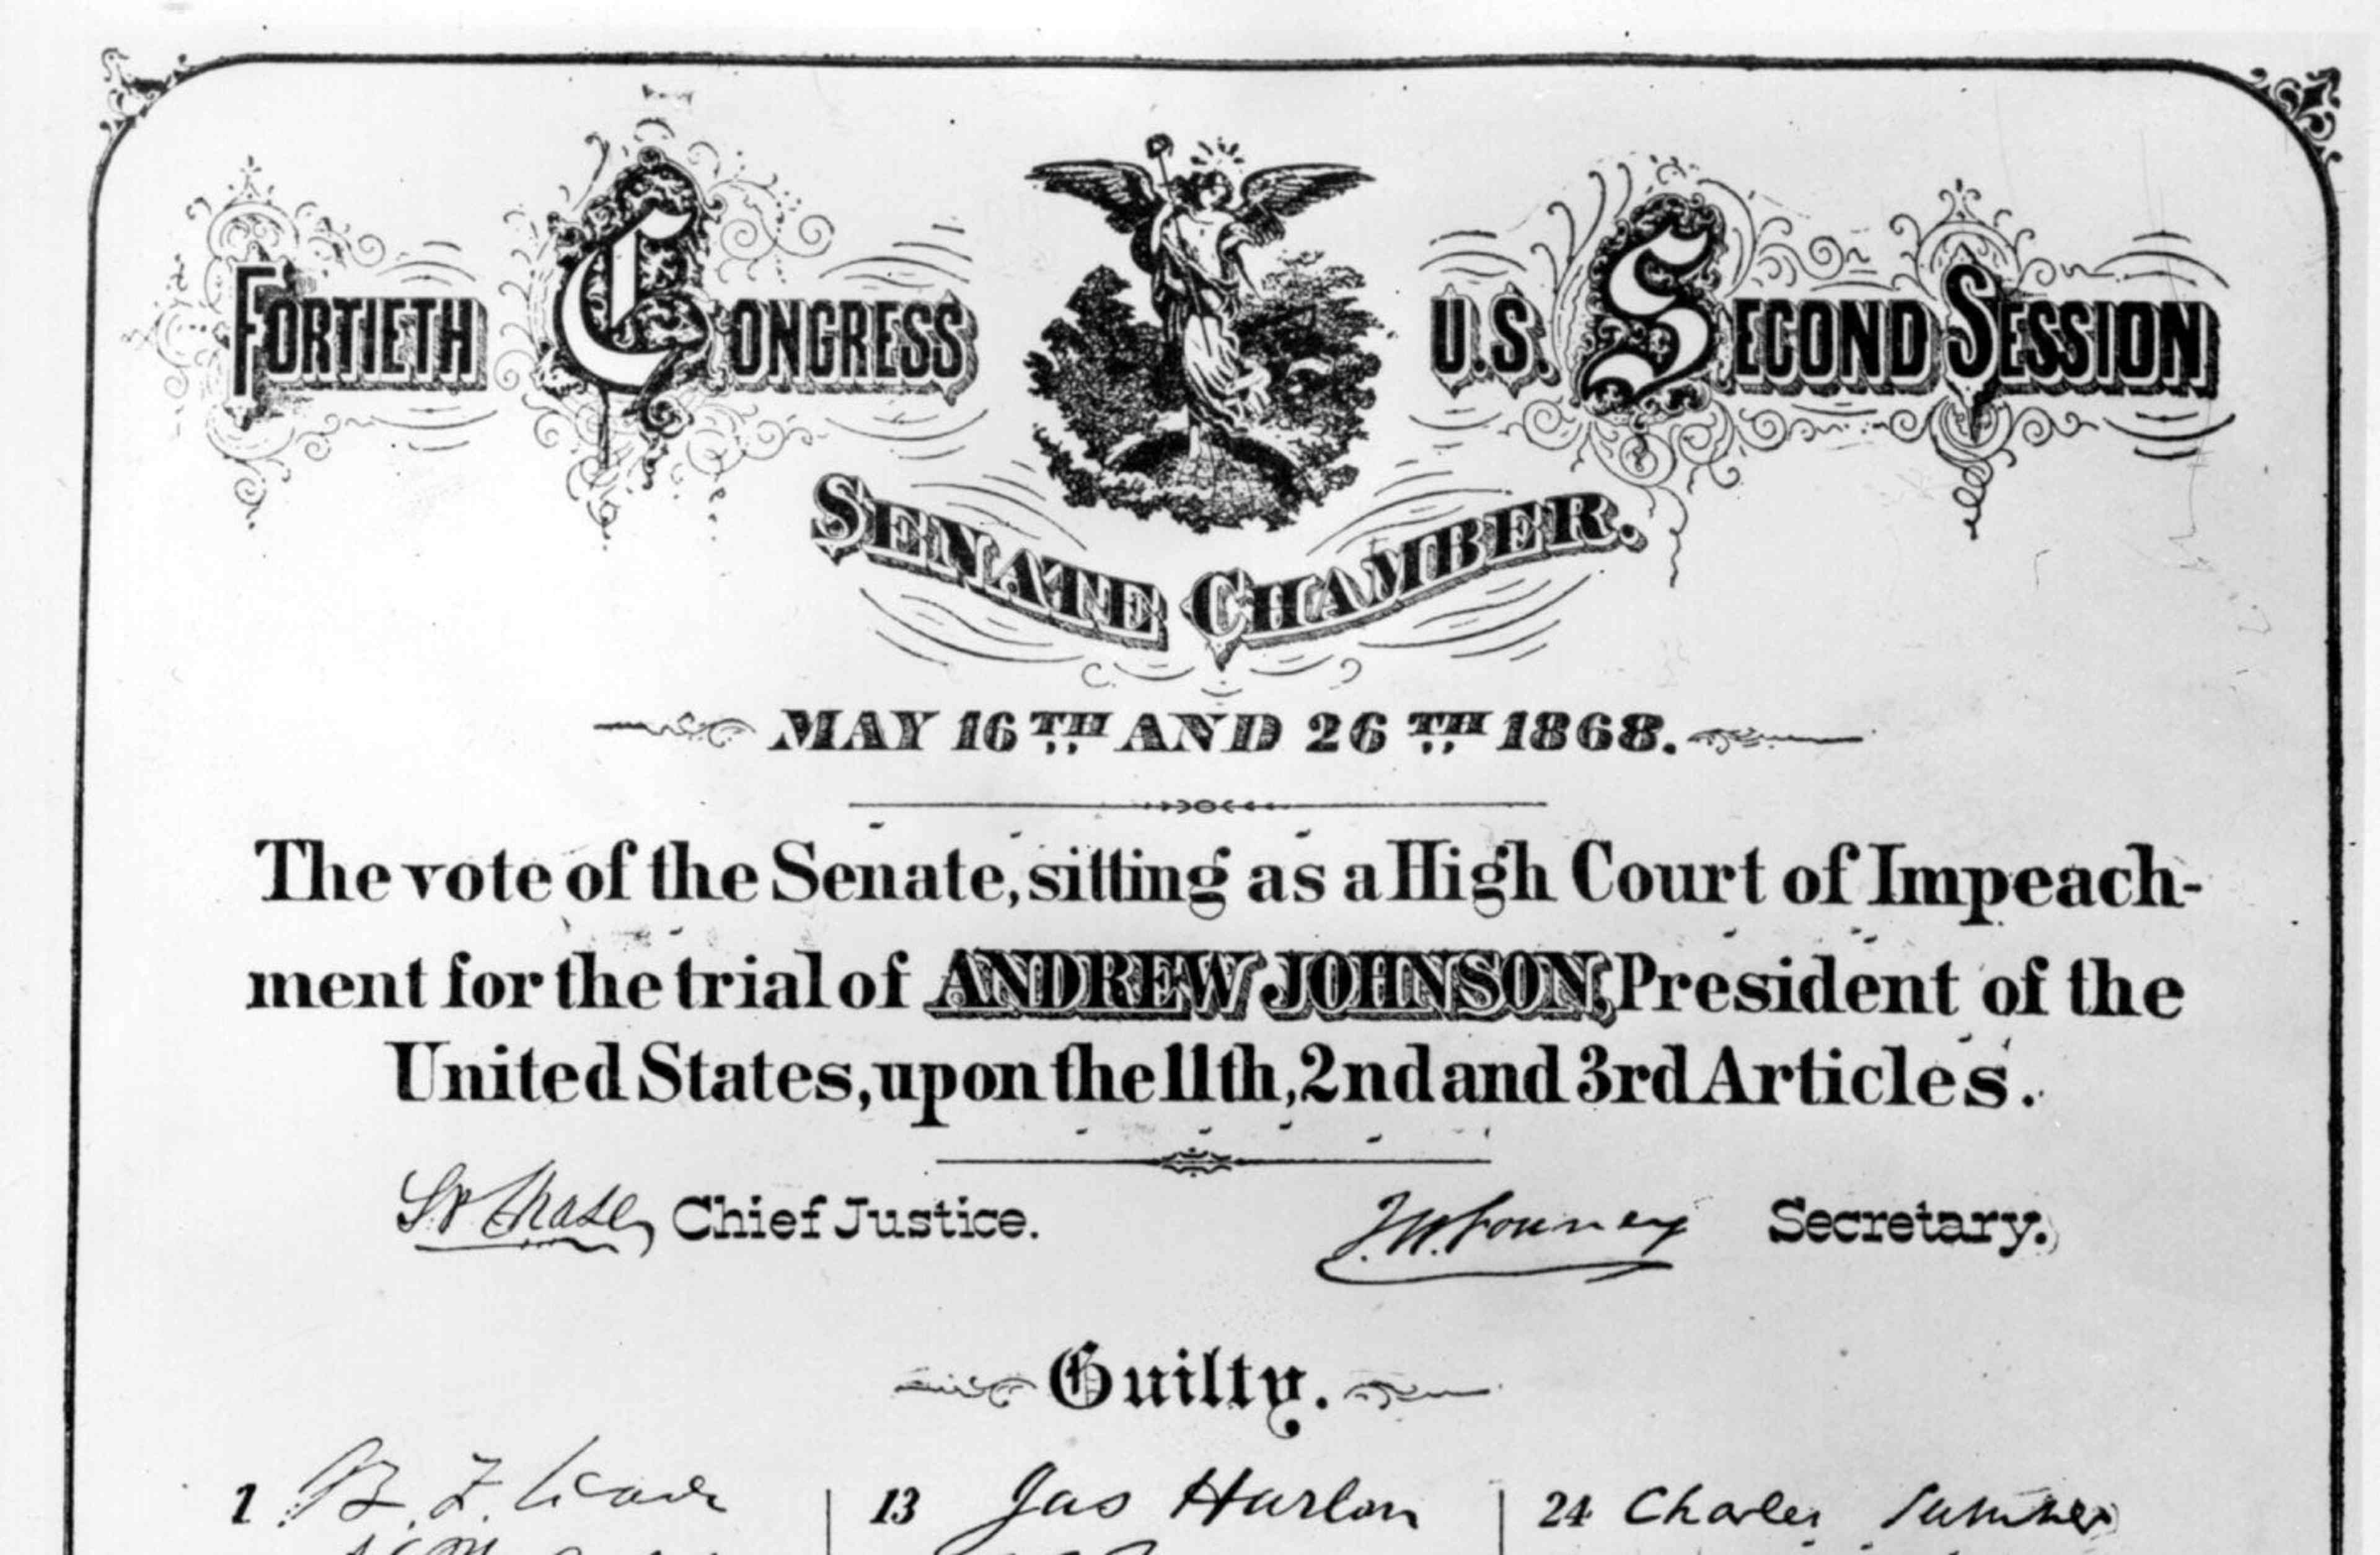 FORTIETH CONGRESS U.S. SECOND SESSION
SENATE CHAMBER.
MAY 16TH AND 26TH 1868.
The vote of the Senate, sitting as a High Court of Impeach-
ment for the trial of ANDREW JOHNSON, President of the
United States, upon the 11th, 2nd and 3rd Articles.
S P Chase, Chief Justice. J.W. Forney Secretary.
Guilty.
1 B. F. Wade 13 Jas Harlan 24 Charles Sumner